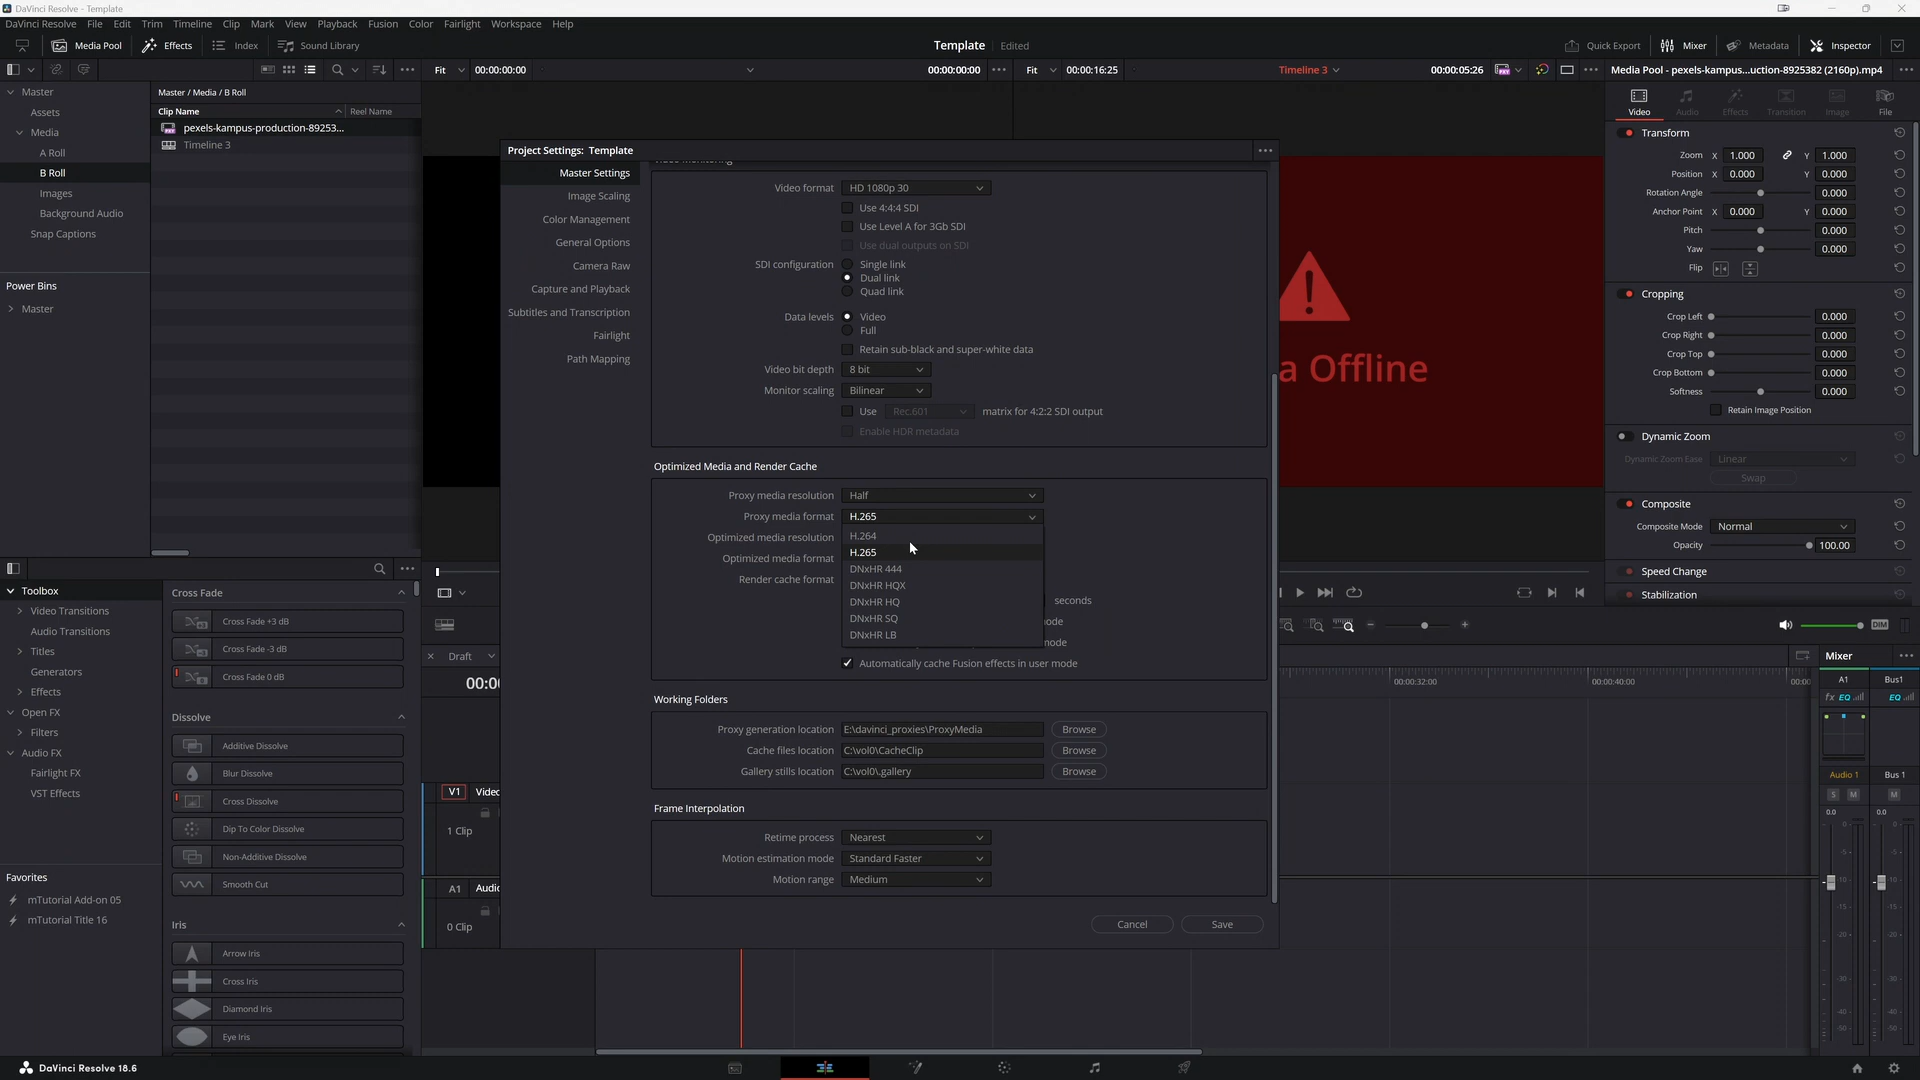 DaVinci Resolve - Template
DaVinci Resolve File Edit Trim Timeline Clip Mark View Playback Fusion Color Fairlight Workspace Help
Media Pool Effects Index Sound Library Template Edited Quick Export Mixer Metadata Inspector
Fit 00:00:00:00 00:00:00:00 Fit 00:00:16:25 Timeline 3 00:00:05:26 Media Pool - pexels-kampus...uction-8925382 (2160p).mp4
Master
Assets
Media
A Roll
B Roll
Images
Background Audio
Snap Captions
Power Bins
Master
Master / Media / B Roll
Clip Name Reel Name
pexels-kampus-production-89253...
Timeline 3
Project Settings: Template
Master Settings
Image Scaling
Color Management
General Options
Camera Raw
Capture and Playback
Subtitles and Transcription
Fairlight
Path Mapping
Video format HD 1080p 30
Use 4:4:4 SDI
Use Level A for 3Gb SDI
Use dual outputs on SDI
SDI configuration Single link
Dual link
Quad link
Data levels Video
Full
Retain sub-black and super-white data
Video bit depth 8 bit
Monitor scaling Bilinear
Use Rec.601 matrix for 4:2:2 SDI output
Enable HDR metadata
Optimized Media and Render Cache
Proxy media resolution Half
Proxy media format H.265
Optimized media resolution
Optimized media format
Render cache format
H.264
H.265
DNxHR 444
DNxHR HQX
DNxHR HQ
DNxHR SQ
DNxHR LB
seconds
ode
node
Automatically cache Fusion effects in user mode
Working Folders
Proxy generation location E:\davinci_proxies\ProxyMedia Browse
Cache files location C:\vol0\CacheClip Browse
Gallery stills location C:\vol0\.gallery Browse
Frame Interpolation
Retime process Nearest
Motion estimation mode Standard Faster
Motion range Medium
Cancel Save
a Offline
Video Audio Effects Transition Image File
Transform
Zoom X 1.000 Y 1.000
Position X 0.000 Y 0.000
Rotation Angle 0.000
Anchor Point X 0.000 Y 0.000
Pitch 0.000
Yaw 0.000
Flip
Cropping
Crop Left 0.000
Crop Right 0.000
Crop Top 0.000
Crop Bottom 0.000
Softness 0.000
Retain Image Position
Dynamic Zoom
Dynamic Zoom Ease Linear
Swap
Composite
Composite Mode Normal
Opacity 100.00
Speed Change
Stabilization
DIM
Toolbox
Video Transitions
Audio Transitions
Titles
Generators
Effects
Open FX
Filters
Audio FX
Fairlight FX
VST Effects
Favorites
mTutorial Add-on 05
mTutorial Title 16
Cross Fade
Cross Fade +3 dB
Cross Fade -3 dB
Cross Fade 0 dB
Dissolve
Additive Dissolve
Blur Dissolve
Cross Dissolve
Dip To Color Dissolve
Non-Additive Dissolve
Smooth Cut
Iris
Arrow Iris
Cross Iris
Diamond Iris
Eye Iris
Draft
00:00
V1 Videc
1 Clip
A1 Audic
0 Clip
00:00:32:00 00:00:40:00 00:00
Mixer
A1 Bus1
fx EQ EQ
Audio 1 Bus 1
S M M
0.0 0.0
DaVinci Resolve 18.6